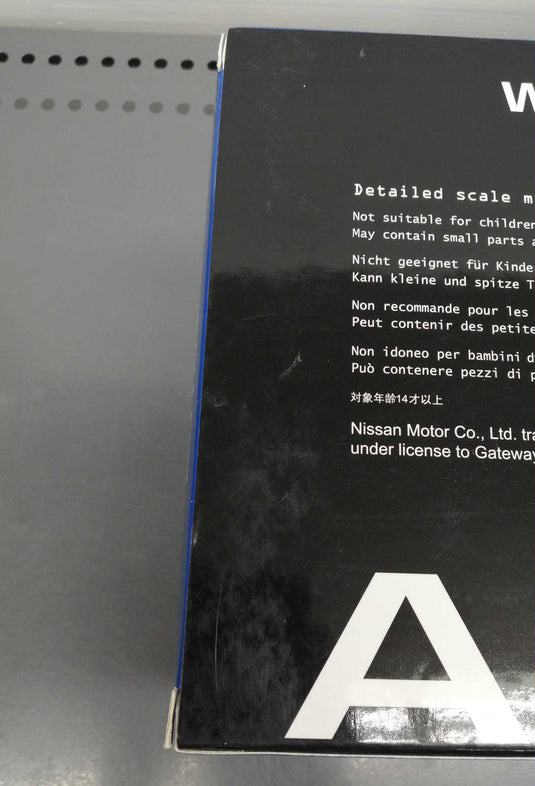 W
Detailed scale m
Not suitable for children
May contain small parts a
Nicht geeignet für Kinde
Kann kleine und spitze T
Non recommande pour les
Peut contenir des petite
Non idoneo per bambini d
Può contenere pezzi di p
対象年齢14才以上
Nissan Motor Co., Ltd. tra
under license to Gateway
A